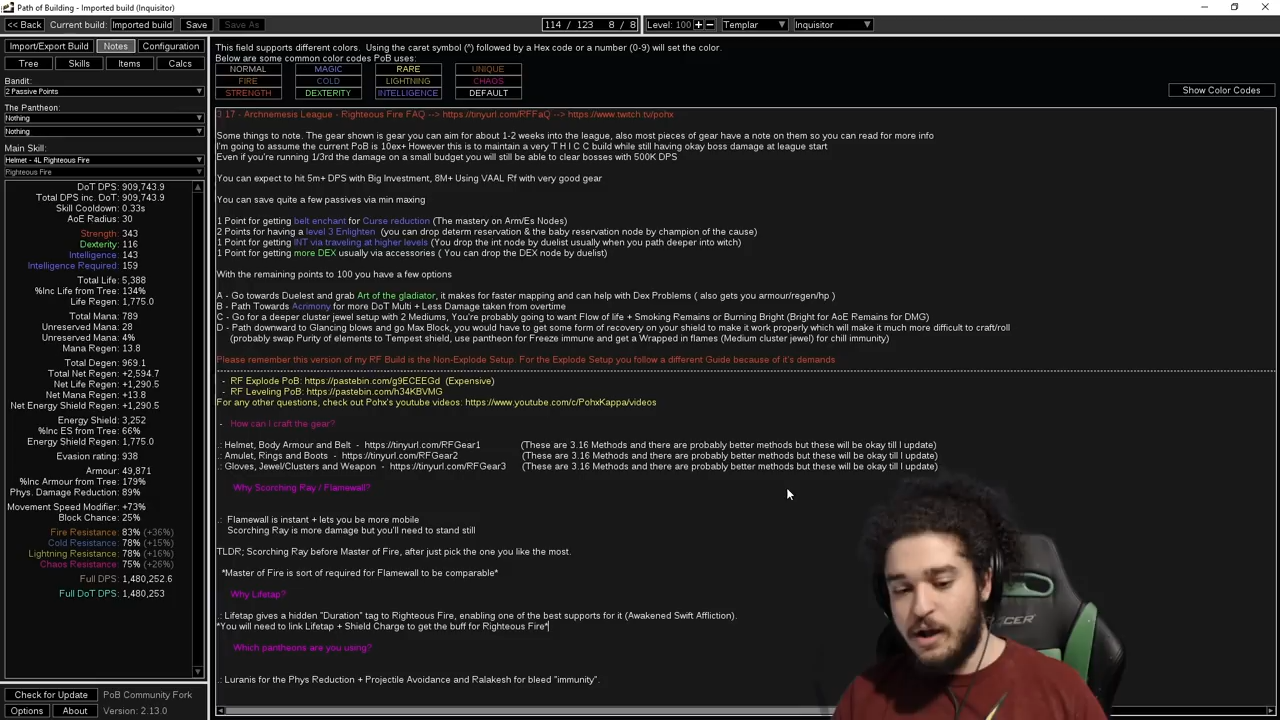 Path of Building - Imported build (Inquisitor)
<< Back
Current build:
Imported build
Save
Save As
114 / 123 8 / 8
Level: 100
+
-
Templar
Inquisitor
Import/Export Build
Notes
Configuration
Tree
Skills
Items
Calcs
Bandit:
2 Passive Points
The Pantheon:
Nothing
Nothing
Main Skill:
Helmet - 4L Righteous Fire
Righteous Fire
DoT DPS: 909,743.9
Total DPS inc. DoT: 909,743.9
Skill Cooldown: 0.33s
AoE Radius: 30
Strength: 343
Dexterity: 116
Intelligence: 143
Intelligence Required: 159
Total Life: 5,388
%Inc Life from Tree: 134%
Life Regen: 1,775.0
Total Mana: 789
Unreserved Mana: 28
Unreserved Mana: 4%
Mana Regen: 13.8
Total Degen: 969.1
Total Net Regen: +2,594.7
Net Life Regen: +1,290.5
Net Mana Regen: +13.8
Net Energy Shield Regen: +1,290.5
Energy Shield: 3,252
%Inc ES from Tree: 66%
Energy Shield Regen: 1,775.0
Evasion rating: 938
Armour: 49,871
%Inc Armour from Tree: 179%
Phys. Damage Reduction: 89%
Movement Speed Modifier: +73%
Block Chance: 25%
Fire Resistance: 83% (+36%)
Cold Resistance: 78% (+15%)
Lightning Resistance: 78% (+16%)
Chaos Resistance: 75% (+26%)
Full DPS: 1,480,252.6
Full DoT DPS: 1,480,253
Check for Update
PoB Community Fork
Options
About
Version: 2.13.0
This field supports different colors. Using the caret symbol (^) followed by a Hex code or a number (0-9) will set the color.
Below are some common color codes PoB uses:
NORMAL MAGIC RARE UNIQUE
FIRE COLD LIGHTNING CHAOS
STRENGTH DEXTERITY INTELLIGENCE DEFAULT
Show Color Codes
3.17 - Archnemesis League - Righteous Fire FAQ --> https://tinyurl.com/RFFaQ --> https://www.twitch.tv/pohx
Some things to note. The gear shown is gear you can aim for about 1-2 weeks into the league, also most pieces of gear have a note on them so you can read for more info
I'm going to assume the current PoB is 10ex+ However this is to maintain a very T H I C C build while still having okay boss damage at league start
Even if you're running 1/3rd the damage on a small budget you will still be able to clear bosses with 500K DPS
You can expect to hit 5m+ DPS with Big Investment, 8M+ Using VAAL Rf with very good gear
You can save quite a few passives via min maxing
1 Point for getting belt enchant for Curse reduction (The mastery on Arm/Es Nodes)
2 Points for having a level 3 Enlighten (you can drop determ reservation & the baby reservation node by champion of the cause)
1 Point for getting INT via traveling at higher levels (You drop the int node by duelist usually when you path deeper into witch)
1 Point for getting more DEX usually via accessories ( You can drop the DEX node by duelist)
With the remaining points to 100 you have a few options
A - Go towards Duelest and grab Art of the gladiator, it makes for faster mapping and can help with Dex Problems ( also gets you armour/regen/hp )
B - Path Towards Acrimony for more DoT Multi + Less Damage taken from overtime
C - Go for a deeper cluster jewel setup with 2 Mediums, You're probably going to want Flow of life + Smoking Remains or Burning Bright (Bright for AoE Remains for DMG)
D - Path downward to Glancing blows and go Max Block, you would have to get some form of recovery on your shield to make it work properly which will make it much more difficult to craft/roll
(probably swap Purity of elements to Tempest shield, use pantheon for Freeze immune and get a Wrapped in flames (Medium cluster jewel) for chill immunity)
Please remember this version of my RF Build is the Non-Explode Setup. For the Explode Setup you follow a different Guide because of it's demands
- RF Explode PoB: https://pastebin.com/g9ECEEGd (Expensive)
- RF Leveling PoB: https://pastebin.com/h34KBVMG
For any other questions, check out Pohx's youtube videos: https://www.youtube.com/c/PohxKappa/videos
- How can I craft the gear?
.: Helmet, Body Armour and Belt - https://tinyurl.com/RFGear1 (These are 3.16 Methods and there are probably better methods but these will be okay till I update)
.: Amulet, Rings and Boots - https://tinyurl.com/RFGear2 (These are 3.16 Methods and there are probably better methods but these will be okay till I update)
.: Gloves, Jewel/Clusters and Weapon - https://tinyurl.com/RFGear3 (These are 3.16 Methods and there are probably better methods but these will be okay till I update)
Why Scorching Ray / Flamewall?
.: Flamewall is instant + lets you be more mobile
Scorching Ray is more damage but you'll need to stand still
TLDR; Scorching Ray before Master of Fire, after just pick the one you like the most.
*Master of Fire is sort of required for Flamewall to be comparable*
Why Lifetap?
.: Lifetap gives a hidden "Duration" tag to Righteous Fire, enabling one of the best supports for it (Awakened Swift Affliction).
*You will need to link Lifetap + Shield Charge to get the buff for Righteous Fire*
Which pantheons are you using?
.: Luranis for the Phys Reduction + Projectile Avoidance and Ralakesh for bleed "immunity".